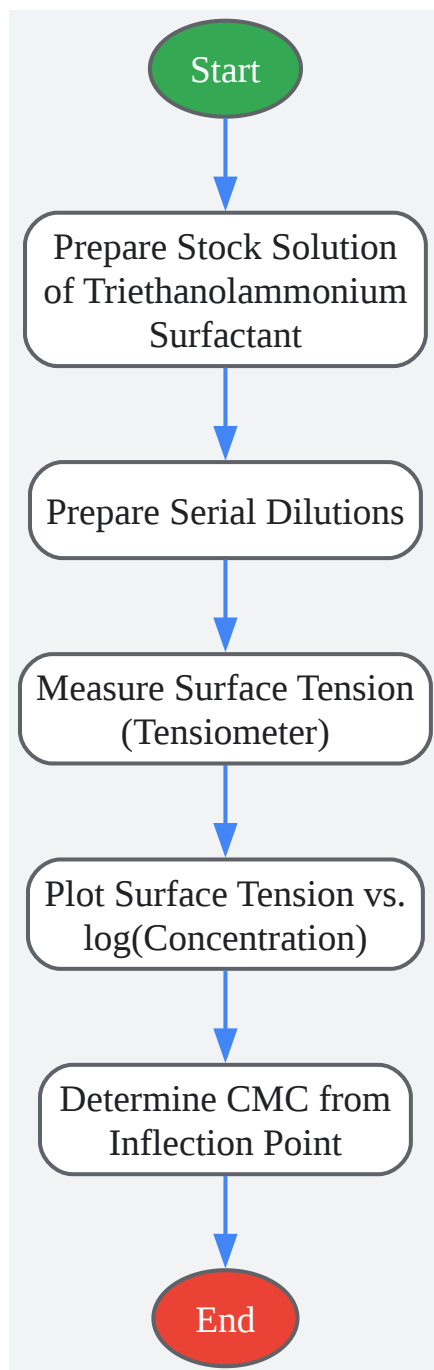 Start
Prepare Stock Solution
of Triethanolammonium
Surfactant
Prepare Serial Dilutions
Measure Surface Tension
(Tensiometer)
Plot Surface Tension vs.
log(Concentration)
Determine CMC from
Inflection Point
End